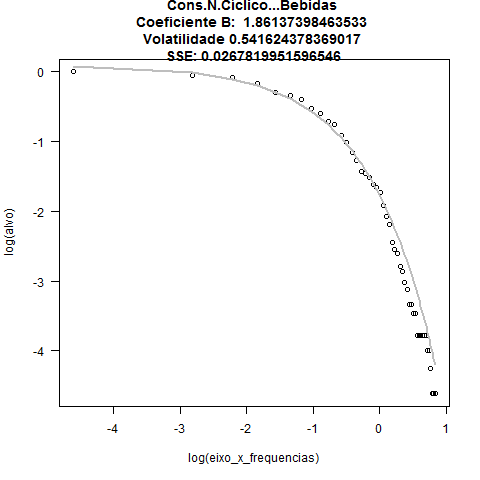 Cons.N.Ciclico...Bebidas
Coeficiente B: 1.86137398463533
Volatilidade 0.541624378369017
SSE: 0.0267819951596546
0
-1
-2
-3
-4
log(alvo)
-4
-3
-2
-1
0
1
log(eixo_x_frequencias)